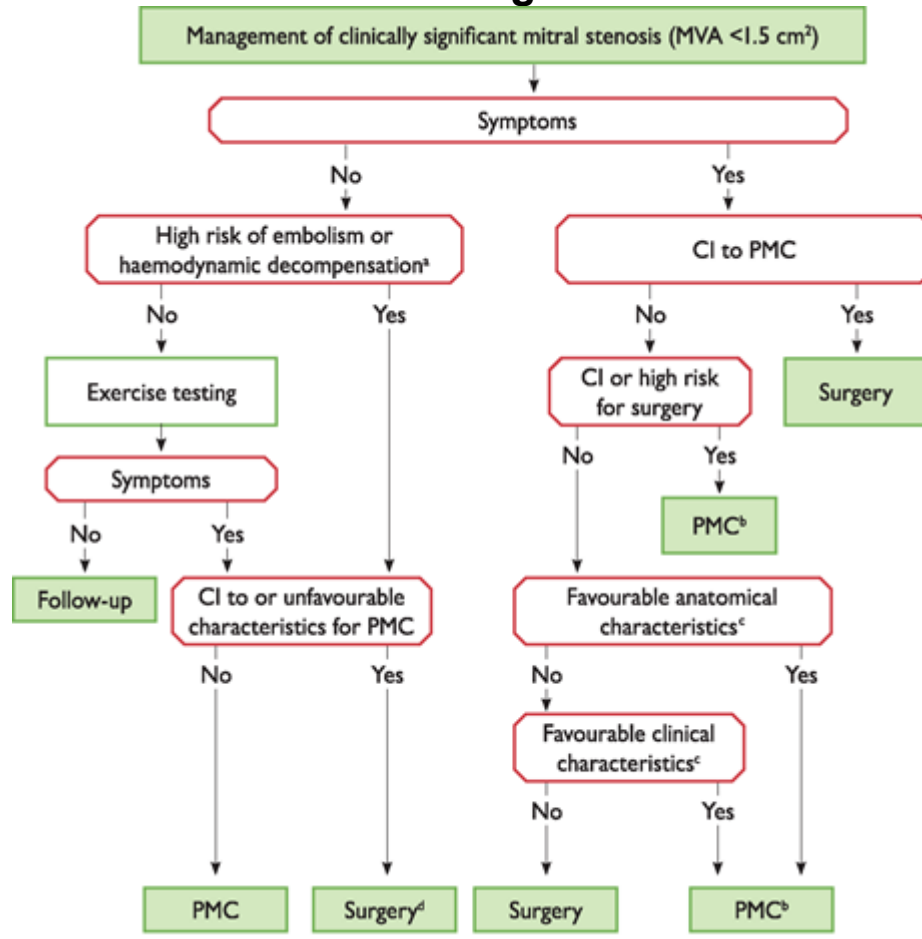 Management of clinically significant mitral stenosis (MVA <1.5 cm²)
Symptoms
No
Yes
High risk of embolism or
haemodynamic decompensationᵃ
CI to PMC
No
Yes
No
Yes
Exercise testing
CI or high risk
for surgery
Surgery
Symptoms
No
Yes
No
Yes
PMCᵇ
Follow-up
CI to or unfavourable
characteristics for PMC
Favourable anatomical
characteristicsᶜ
No
Yes
No
Yes
Favourable clinical
characteristicsᶜ
No
Yes
PMC
Surgeryᵈ
Surgery
PMCᵇ